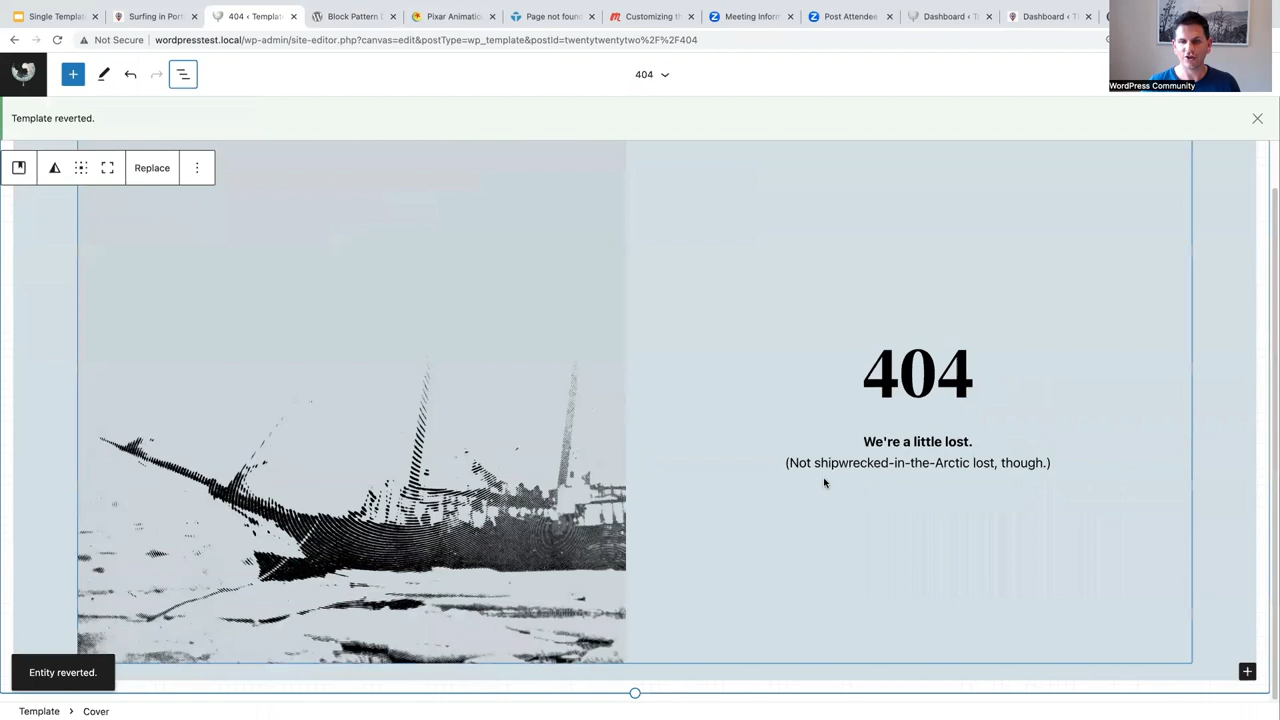 Single Templat
Surfing in Por
404 ‹ Templat
Block Pattern D
Pixar Animatio
Page not foun
Customizing th
Meeting Inform
Post Attendee
Dashboard ‹ T
Dashboard ‹ T
Not Secure wordpresstest.local/wp-admin/site-editor.php?canvas=edit&postType=wp_template&postId=twentytwentytwo%2F%2F404
WordPress Community
404
Template reverted.
Replace
404
We're a little lost.
(Not shipwrecked-in-the-Arctic lost, though.)
Entity reverted.
Template > Cover